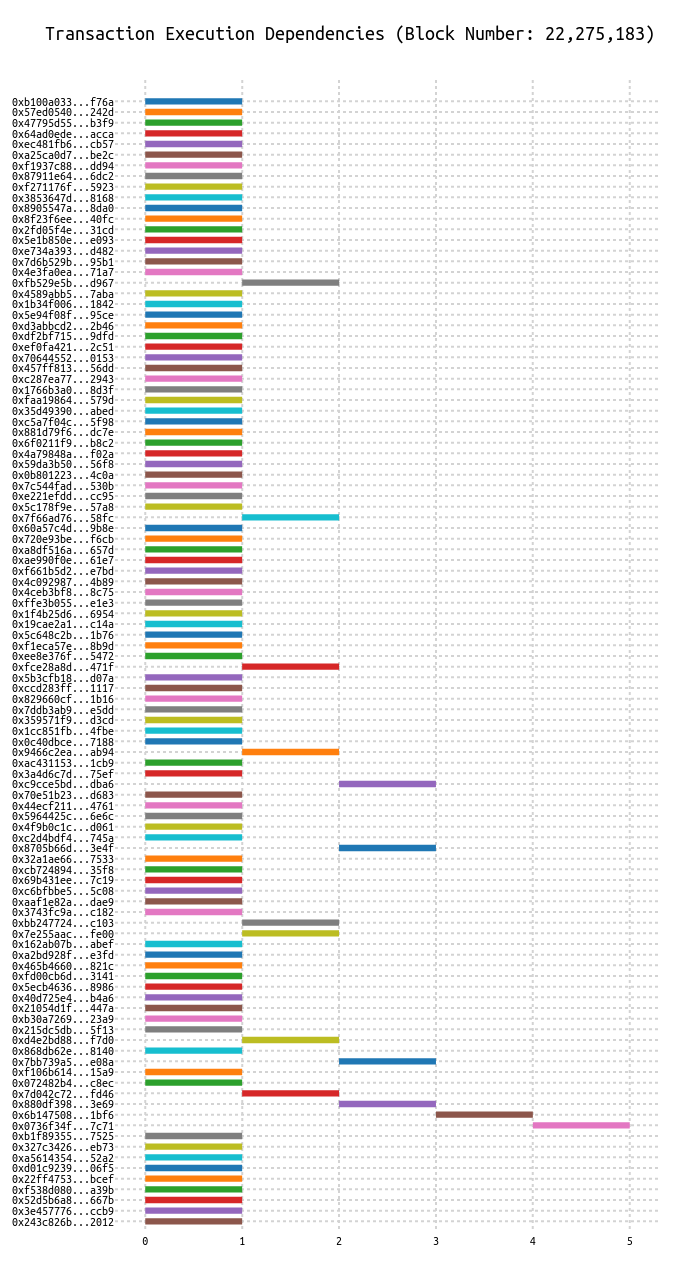 Transaction Execution Dependencies (Block Number: 22,275,183)
0xb100a033...f76a
0x57ed0540...242d
0x47795d55...b3f9
0x64ad0ede...acca
0xec481fb6...cb57
0xa25ca0d7...be2c
0xf1937c88...dd94
0x87911e64...6dc2
0xf271176f...5923
0x3853647d...8168
0x8905547a...8da0
0x8f23f6ee...40fc
0x2fd05f4e...31cd
0x5e1b850e...e093
0xe734a393...d482
0x7d6b529b...95b1
0x4e3fa0ea...71a7
0xfb529e5b...d967
0x4589abb5...7aba
0x1b34f006...1842
0x5e94f08f...95ce
0xd3abbcd2...2b46
0xdf2bf715...9dfd
0xef0fa421...2c51
0x70644552...0153
0x457ff813...56dd
0xc287ea77...2943
0x1766b3a0...8d3f
0xfaa19864...579d
0x35d49390...abed
0xc5a7f04c...5f98
0x881d79f6...dc7e
0x6f0211f9...b8c2
0x4a79848a...f02a
0x59da3b50...56f8
0x0b801223...4c0a
0x7c544fad...530b
0xe221efdd...cc95
0x5c178f9e...57a8
0x7f66ad76...58fc
0x60a57c4d...9b8e
0x720e93be...f6cb
0xa8df516a...657d
0xae990f0e...61e7
0xf661b5d2...e7bd
0x4c092987...4b89
0x4ceb3bf8...8c75
0xffe3b055...e1e3
0x1f4b25d6...6954
0x19cae2a1...c14a
0x5c648c2b...1b76
0xf1eca57e...8b9d
0xee8e376f...5472
0xfce28a8d...471f
0x5b3cfb18...d07a
0xccd283ff...1117
0x829660cf...1b16
0x7ddb3ab9...e5dd
0x359571f9...d3cd
0x1cc851fb...4fbe
0x0c40dbce...7188
0x9466c2ea...ab94
0xac431153...1cb9
0x3a4d6c7d...75ef
0xc9cce5bd...dba6
0x70e51b23...d683
0x44ecf211...4761
0x5964425c...6e6c
0x4f9b0c1c...d061
0xc2d4bdf4...745a
0x8705b66d...3e4f
0x32a1ae66...7533
0xcb724894...35f8
0x69b431ee...7c19
0xc6bfbbe5...5c08
0xaaf1e82a...dae9
0x3743fc9a...c182
0xbb247724...c103
0x7e255aac...fe00
0x162ab07b...abef
0xa2bd928f...e3fd
0x465b4660...821c
0xfd00cb6d...3141
0x5ecb4636...8986
0x40d725e4...b4a6
0x21054d1f...447a
0xb30a7269...23a9
0x215dc5db...5f13
0xd4e2bd88...f7d0
0x868db62e...8140
0x7bb739a5...e08a
0xf106b614...15a9
0x072482b4...c8ec
0x7d042c72...fd46
0x880df398...3e69
0x6b147508...1bf6
0x0736f34f...7c71
0xb1f89355...7525
0x327c3426...eb73
0xa5614354...52a2
0xd01c9239...06f5
0x22ff4753...bcef
0xf538d080...a39b
0x52d5b6a8...667b
0x3e457776...ccb9
0x243c826b...2012
0 1 2 3 4 5